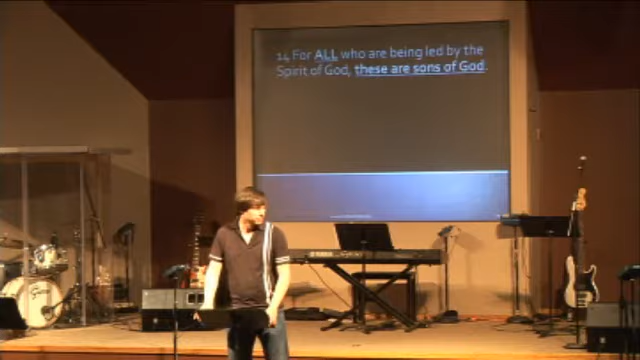 14 For ALL who are being led by the
Spirit of God, these are sons of God.